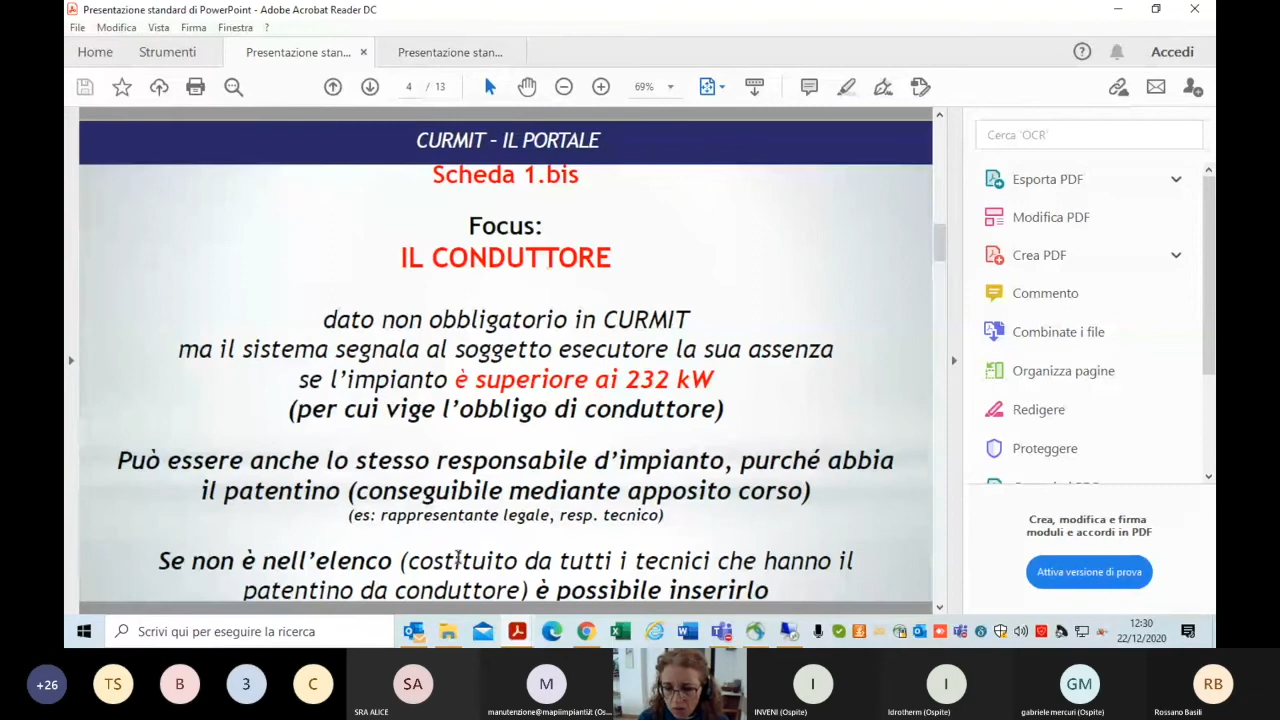 Presentazione standard di PowerPoint - Adobe Acrobat Reader DC
File Modifica Vista Firma Finestra ?
Home Strumenti Presentazione stan... × Presentazione stan... Accedi
4 / 13 69%
CURMIT – IL PORTALE
Scheda 1.bis
Focus:
IL CONDUTTORE
dato non obbligatorio in CURMIT
ma il sistema segnala al soggetto esecutore la sua assenza
se l'impianto è superiore ai 232 kW
(per cui vige l'obbligo di conduttore)
Può essere anche lo stesso responsabile d'impianto, purché abbia
il patentino (conseguibile mediante apposito corso)
(es: rappresentante legale, resp. tecnico)
Se non è nell'elenco (costituito da tutti i tecnici che hanno il
patentino da conduttore) è possibile inserirlo
Cerca 'OCR'
Esporta PDF
Modifica PDF
Crea PDF
Commento
Combinate i file
Organizza pagine
Redigere
Proteggere
Crea, modifica e firma
moduli e accordi in PDF
Attiva versione di prova
Scrivi qui per eseguire la ricerca
12:30
22/12/2020
+26 TS B 3 C SA M I I GM RB
SRA ALICE manutenzione@mapiimpianti.it (Os... INVENI (Ospite) Idrotherm (Ospite) gabriele mercuri (Ospite) Rossano Basili